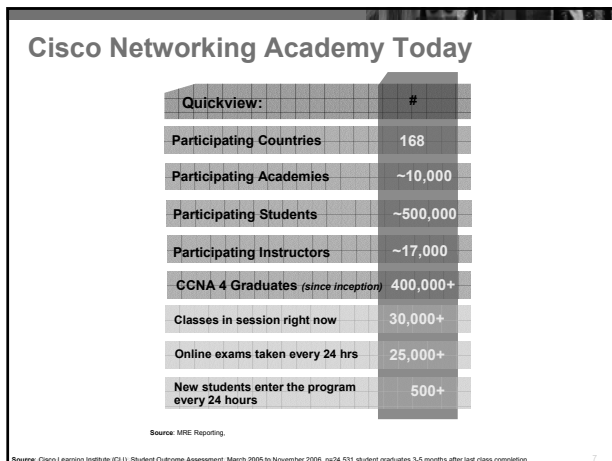 Cisco Networking Academy Today
Quickview: #
Participating Countries 168
Participating Academies ~10,000
Participating Students ~500,000
Participating Instructors ~17,000
CCNA 4 Graduates (since inception) 400,000+
Classes in session right now 30,000+
Online exams taken every 24 hrs 25,000+
New students enter the program
every 24 hours 500+
Source: MRE Reporting,
Source: Cisco Learning Institute (CLI), Student Outcome Assessment, March 2005 to November 2006, n=24,531 student graduates 3-5 months after last class completion
7